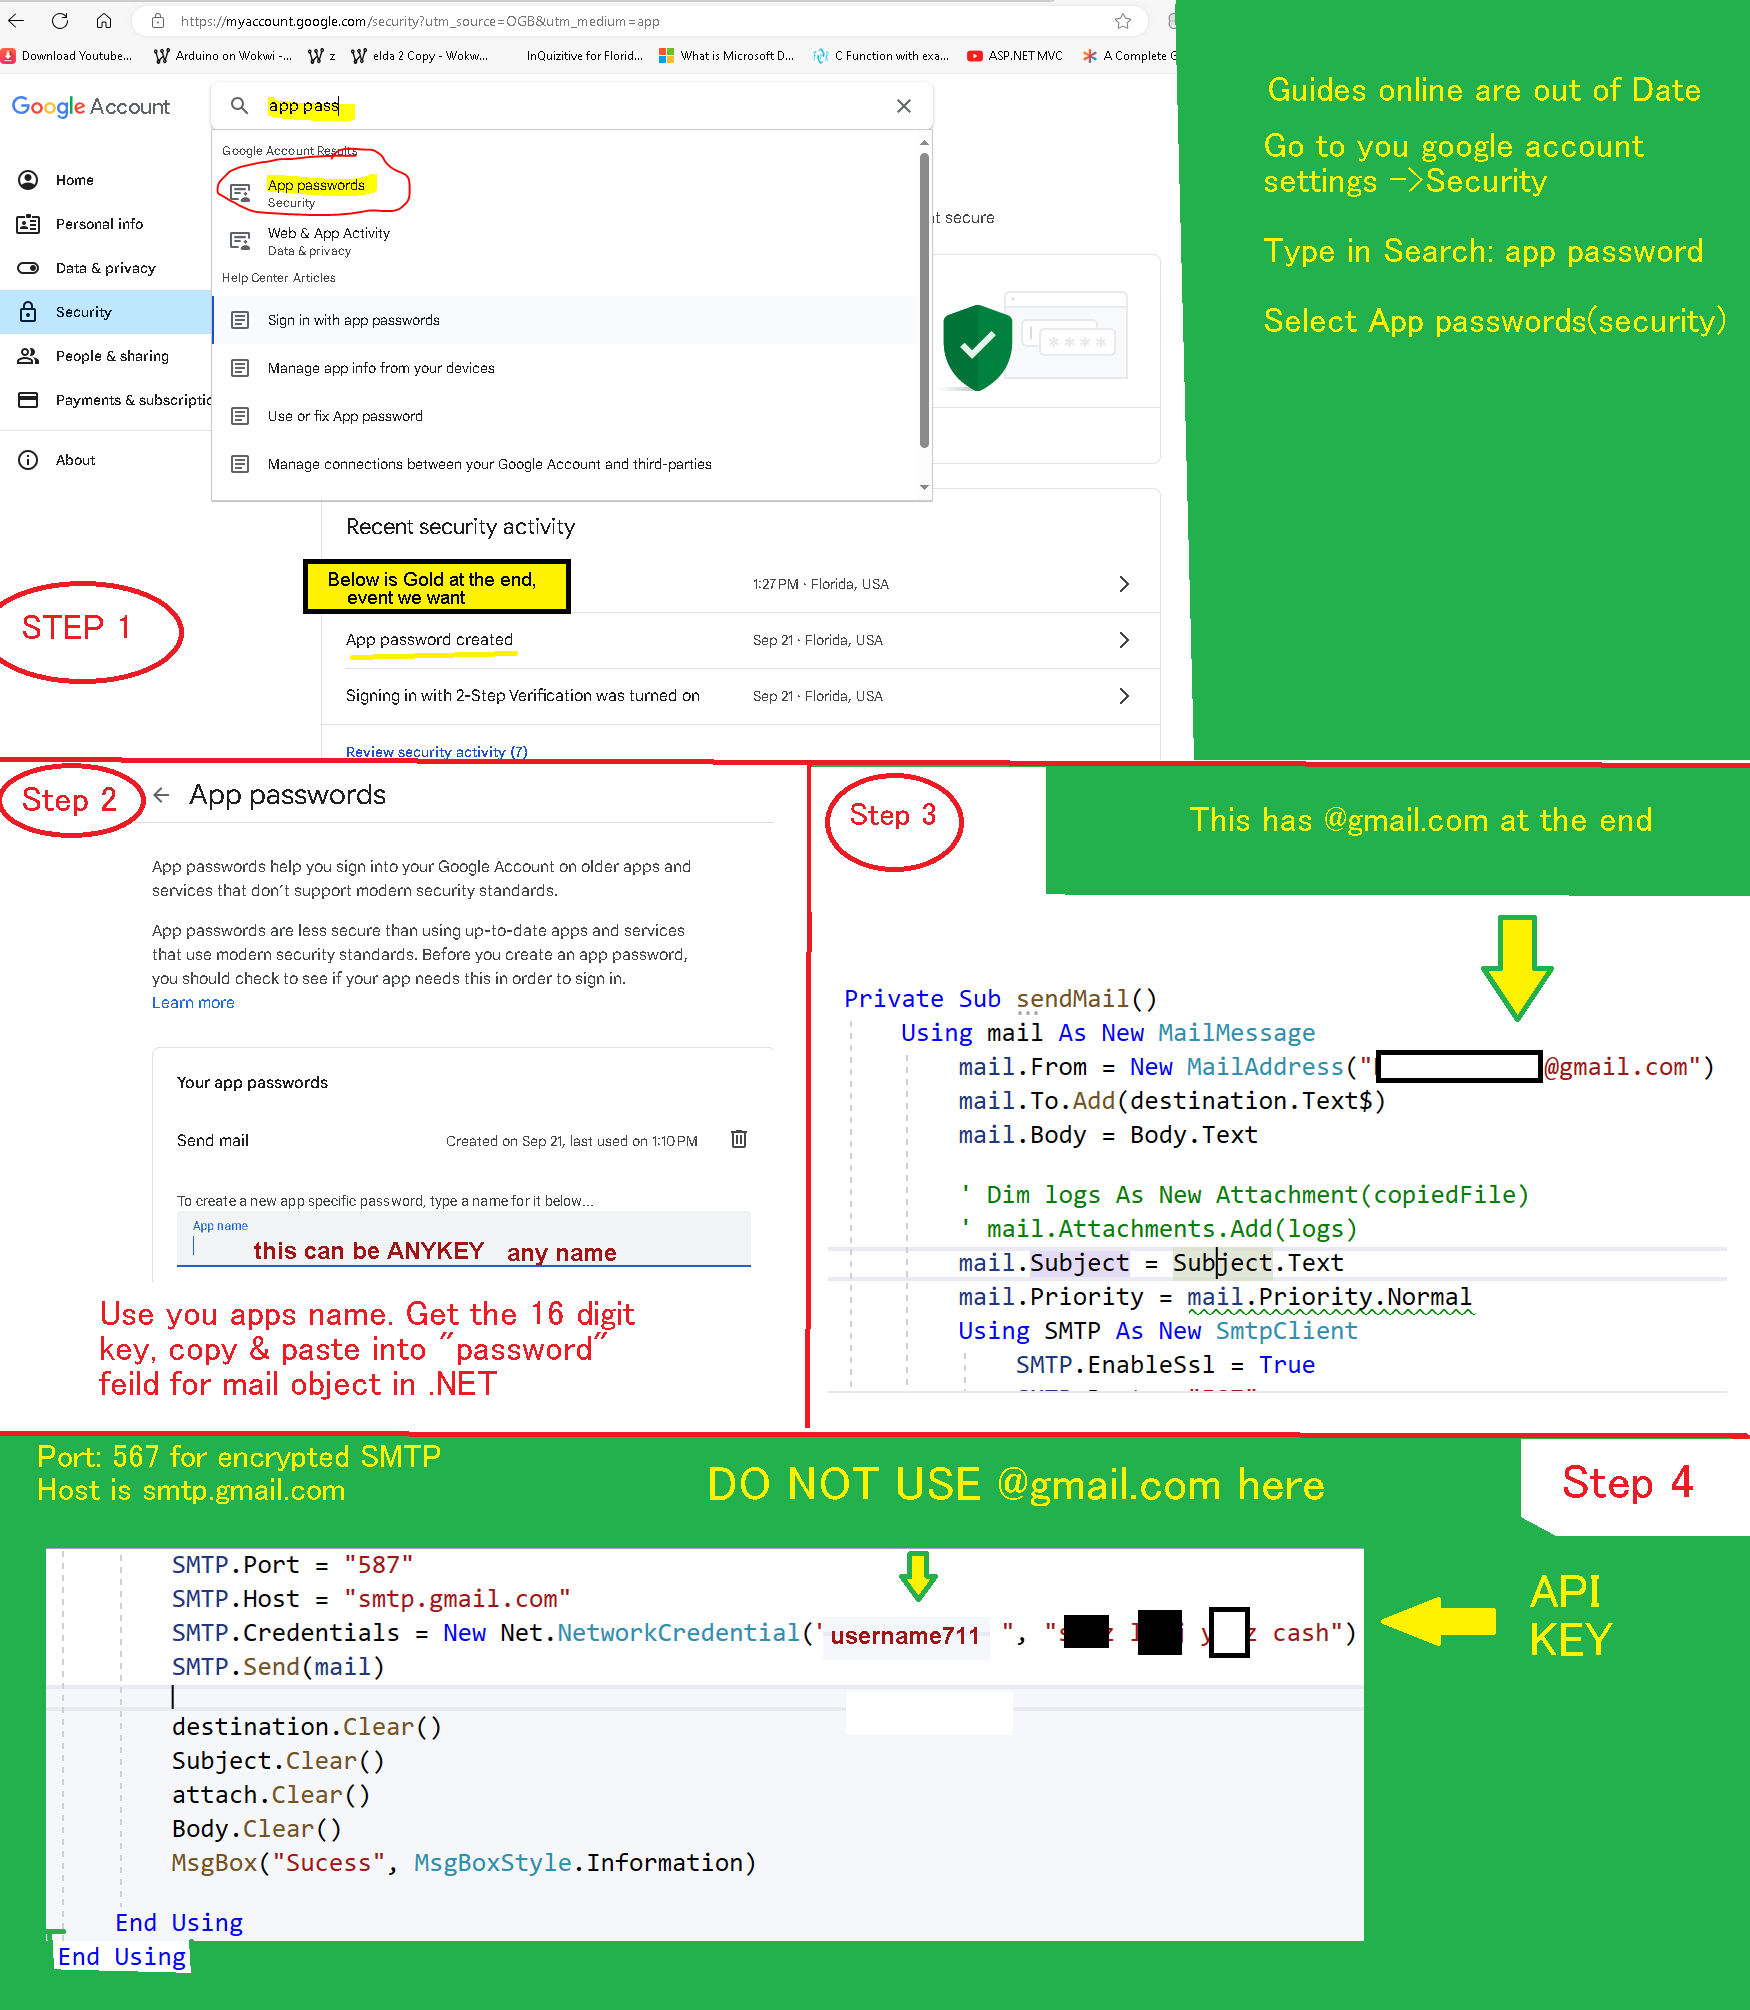 https://myaccount.google.com/security?utm_source=OGB&utm_medium=app
Download Youtube... Arduino on Wokwi -... z elda 2 Copy - Wokw... InQuizitive for Florid... What is Microsoft D... C Function with exa... ASP.NET MVC A Complete G
Google Account
app pass
Google Account Results
App passwords
Security
Web & App Activity
Data & privacy
Help Center Articles
Sign in with app passwords
Manage app info from your devices
Use or fix App password
Manage connections between your Google Account and third-parties
Home
Personal info
Data & privacy
Security
People & sharing
Payments & subscriptio
About
t secure
Guides online are out of Date
Go to you google account
settings ->Security
Type in Search: app password
Select App passwords(security)
STEP 1
Recent security activity
Below is Gold at the end,
event we want
1:27 PM · Florida, USA
App password created Sep 21 · Florida, USA
Signing in with 2-Step Verification was turned on Sep 21 · Florida, USA
Review security activity (7)
Step 2
App passwords
App passwords help you sign into your Google Account on older apps and
services that don't support modern security standards.
App passwords are less secure than using up-to-date apps and services
that use modern security standards. Before you create an app password,
you should check to see if your app needs this in order to sign in.
Learn more
Your app passwords
Send mail Created on Sep 21, last used on 1:10 PM
To create a new app specific password, type a name for it below...
App name
this can be ANYKEY any name
Use you apps name. Get the 16 digit
key, copy & paste into "password"
feild for mail object in .NET
Step 3
This has @gmail.com at the end
Private Sub sendMail()
Using mail As New MailMessage
mail.From = New MailAddress(" @gmail.com")
mail.To.Add(destination.Text$)
mail.Body = Body.Text
' Dim logs As New Attachment(copiedFile)
' mail.Attachments.Add(logs)
mail.Subject = Subject.Text
mail.Priority = mail.Priority.Normal
Using SMTP As New SmtpClient
SMTP.EnableSsl = True
Port: 567 for encrypted SMTP
Host is smtp.gmail.com
DO NOT USE @gmail.com here
Step 4
API
KEY
SMTP.Port = "587"
SMTP.Host = "smtp.gmail.com"
SMTP.Credentials = New Net.NetworkCredential(" username711 ", "s z l j y z cash")
SMTP.Send(mail)
destination.Clear()
Subject.Clear()
attach.Clear()
Body.Clear()
MsgBox("Sucess", MsgBoxStyle.Information)
End Using
End Using